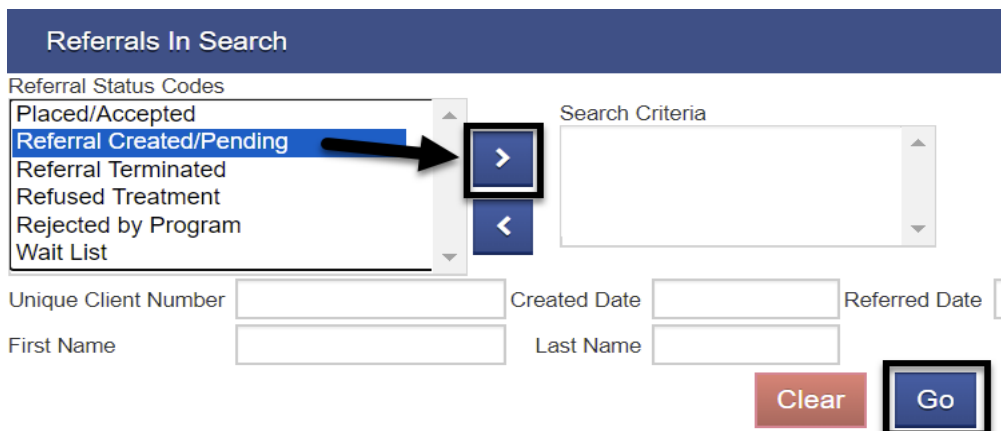 Referrals In Search
Referral Status Codes
Placed/Accepted
Referral Created/Pending
Referral Terminated
Refused Treatment
Rejected by Program
Wait List
>
<
Search Criteria
Unique Client Number Created Date Referred Date
First Name Last Name
Clear Go